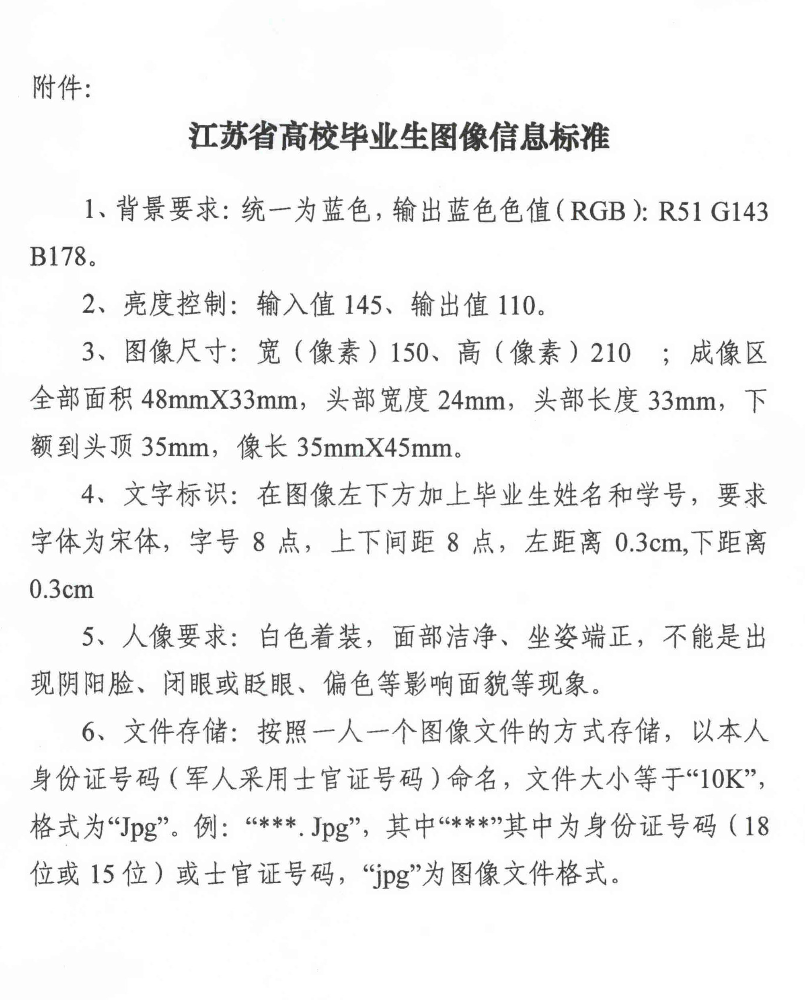 附件：
江苏省高校毕业生图像信息标准
1、背景要求：统一为蓝色，输出蓝色色值（RGB）：R51 G143
B178。
2、亮度控制：输入值 145、输出值 110。
3、图像尺寸：宽（像素）150、高（像素）210 ；成像区
全部面积 48mmX33mm，头部宽度 24mm，头部长度 33mm，下
额到头顶 35mm，像长 35mmX45mm。
4、文字标识：在图像左下方加上毕业生姓名和学号，要求
字体为宋体，字号 8 点，上下间距 8 点，左距离 0.3cm,下距离
0.3cm
5、人像要求：白色着装，面部洁净、坐姿端正，不能是出
现阴阳脸、闭眼或眨眼、偏色等影响面貌等现象。
6、文件存储：按照一人一个图像文件的方式存储，以本人
身份证号码（军人采用士官证号码）命名，文件大小等于“10K”，
格式为“Jpg”。例：“***. Jpg”，其中“***”其中为身份证号码（18
位或 15 位）或士官证号码，“jpg”为图像文件格式。